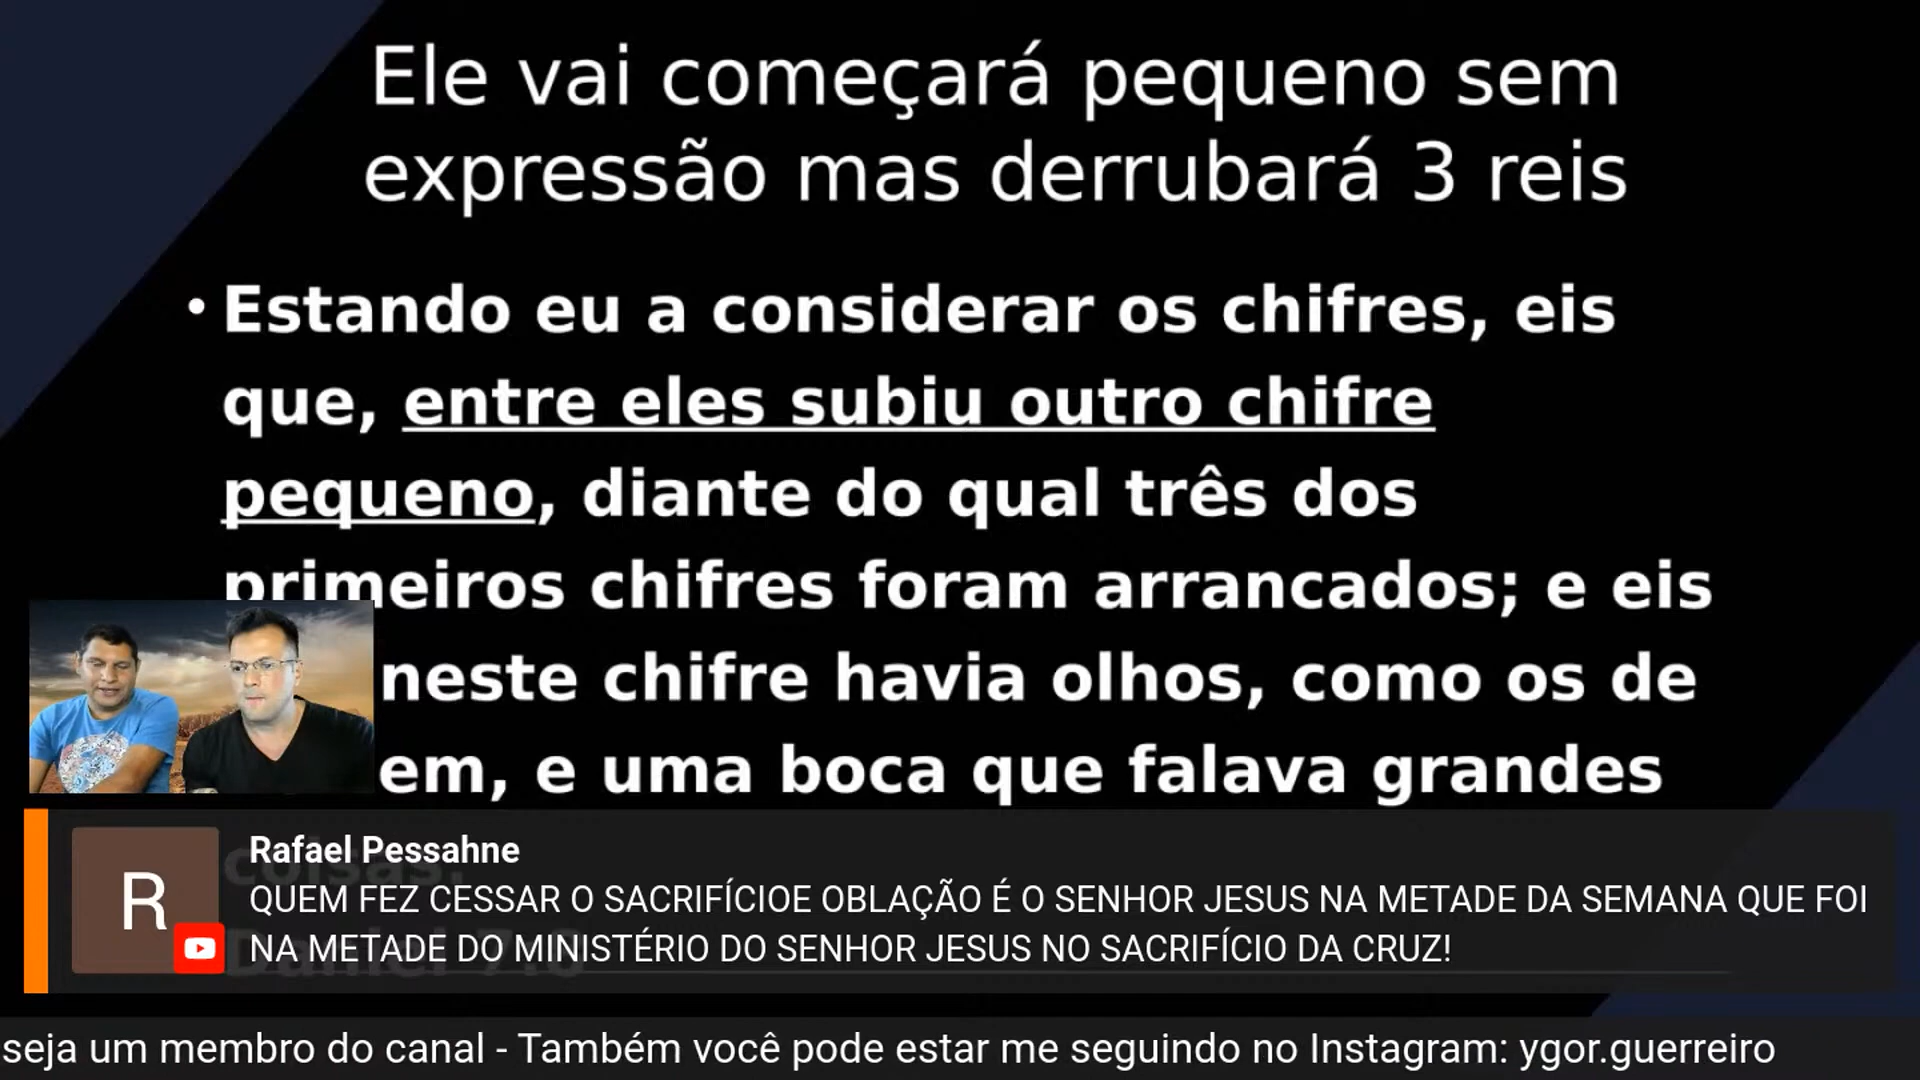 Ele vai começará pequeno sem
expressão mas derrubará 3 reis
• Estando eu a considerar os chifres, eis
que, entre eles subiu outro chifre
pequeno, diante do qual três dos
primeiros chifres foram arrancados; e eis
neste chifre havia olhos, como os de
em, e uma boca que falava grandes
coisas.
Daniel 7:8
R
Rafael Pessahne
QUEM FEZ CESSAR O SACRIFÍCIOE OBLAÇÃO É O SENHOR JESUS NA METADE DA SEMANA QUE FOI
NA METADE DO MINISTÉRIO DO SENHOR JESUS NO SACRIFÍCIO DA CRUZ!
seja um membro do canal - Também você pode estar me seguindo no Instagram: ygor.guerreiro